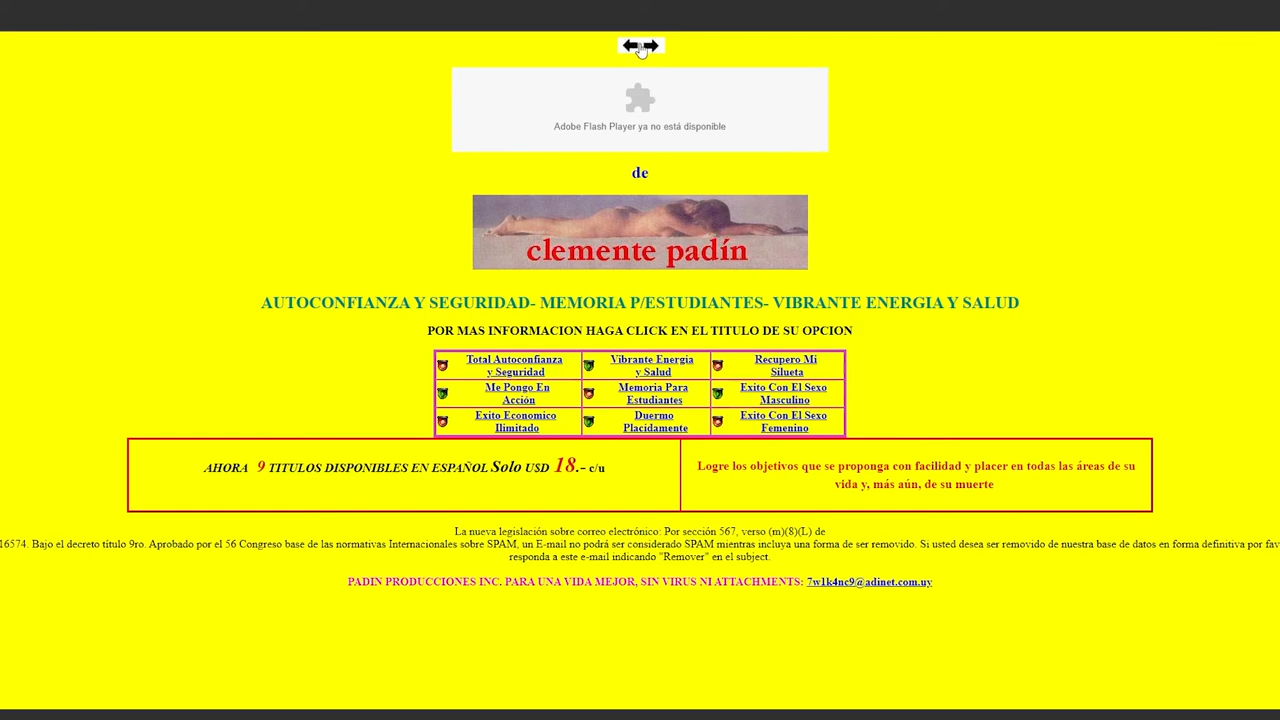 Adobe Flash Player ya no está disponible
de
clemente padín
AUTOCONFIANZA Y SEGURIDAD- MEMORIA P/ESTUDIANTES- VIBRANTE ENERGIA Y SALUD
POR MAS INFORMACION HAGA CLICK EN EL TITULO DE SU OPCION
Total Autoconfianza
y Seguridad
Vibrante Energia
y Salud
Recupero Mi
Silueta
Me Pongo En
Acción
Memoria Para
Estudiantes
Exito Con El Sexo
Masculino
Exito Economico
Ilimitado
Duermo
Placidamente
Exito Con El Sexo
Femenino
AHORA 9 TITULOS DISPONIBLES EN ESPAÑOL Solo USD 18.- c/u
Logre los objetivos que se proponga con facilidad y placer en todas las áreas de su
vida y, más aún, de su muerte
La nueva legislación sobre correo electrónico: Por sección 567, verso (m)(8)(L) de
16574. Bajo el decreto título 9ro. Aprobado por el 56 Congreso base de las normativas Internacionales sobre SPAM, un E-mail no podrá ser considerado SPAM mientras incluya una forma de ser removido. Si usted desea ser removido de nuestra base de datos en forma definitiva por fav
responda a este e-mail indicando "Remover" en el subject.
PADIN PRODUCCIONES INC. PARA UNA VIDA MEJOR, SIN VIRUS NI ATTACHMENTS: 7w1k4nc9@adinet.com.uy